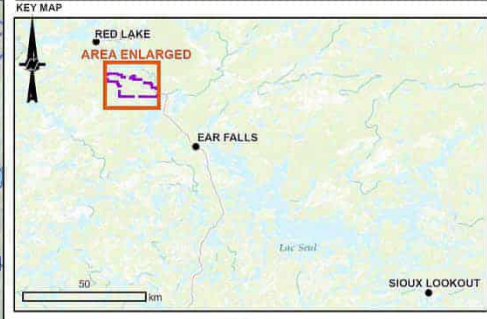 KEY MAP
RED LAKE
AREA ENLARGED
N
EAR FALLS
Lac Seul
SIOUX LOOKOUT
50
km